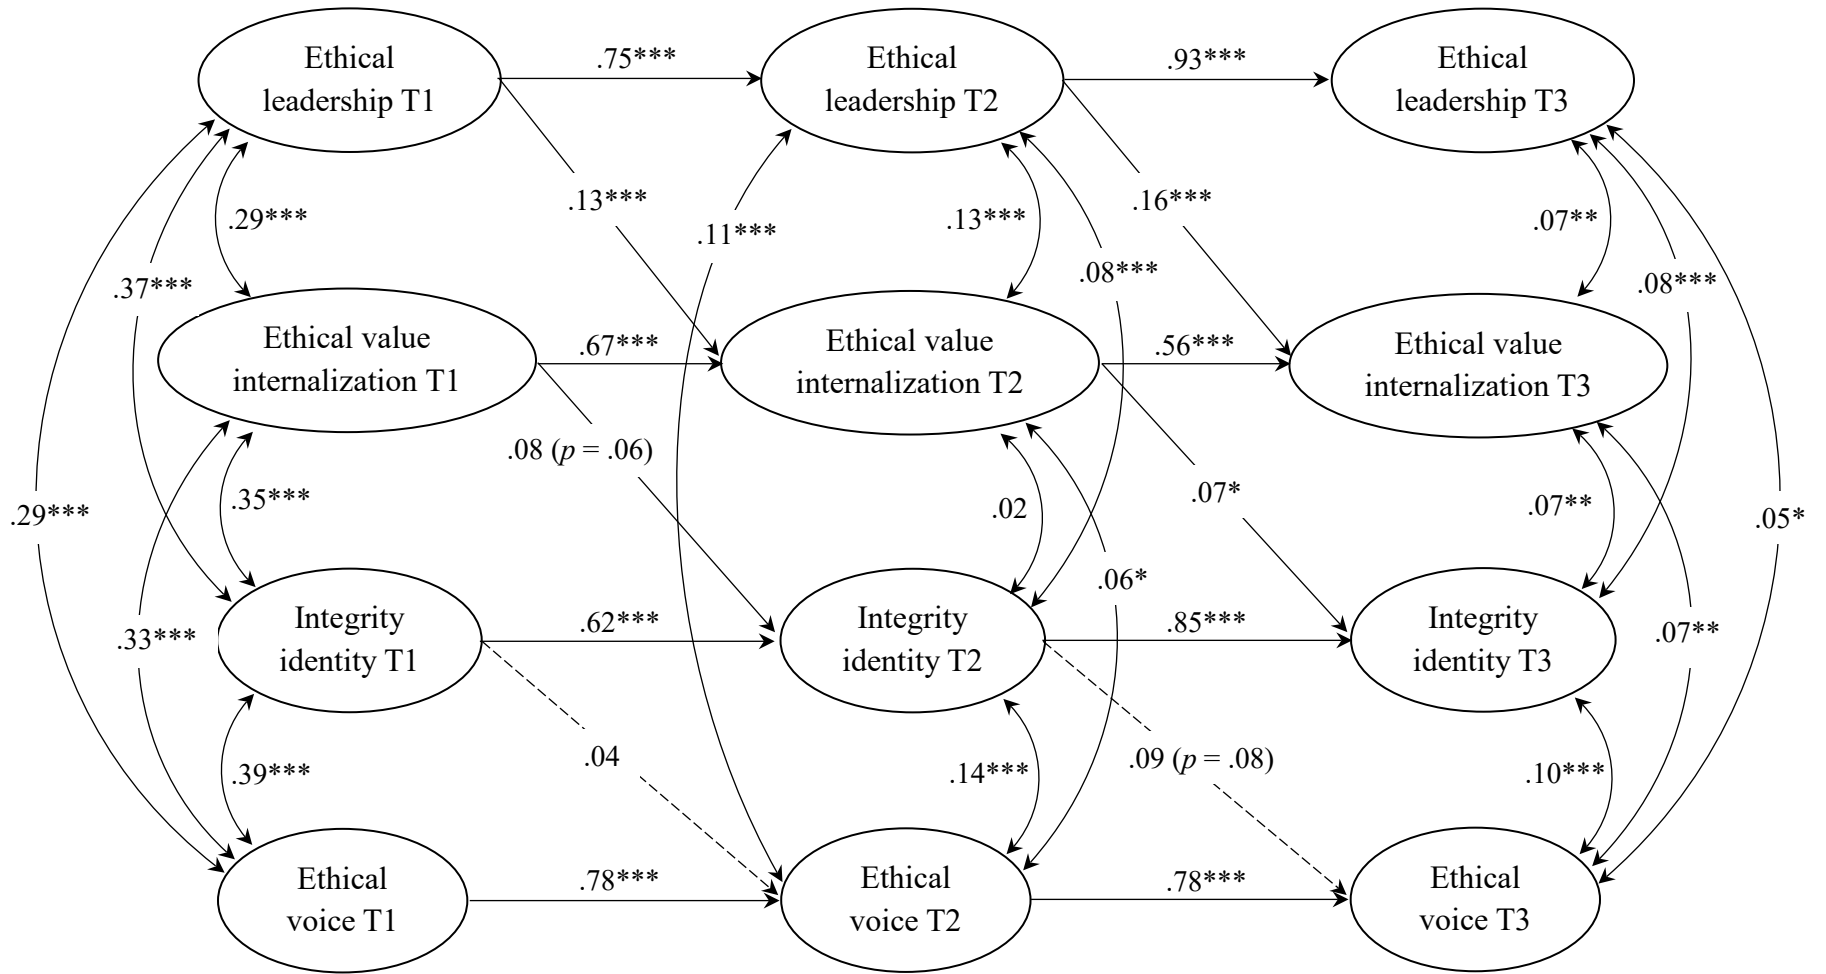 Ethical
leadership T1
.75***
Ethical
leadership T2
.93***
Ethical
leadership T3
.13***
.16***
.29***
.11***
.13***
.07**
.37***
.08***
.08***
Ethical value
internalization T1
.67***
Ethical value
internalization T2
.56***
Ethical value
internalization T3
.08 (p = .06)
.07*
.29***
.35***
.02
.07**
.05*
.33***
.06*
.07**
Integrity
identity T1
.62***
Integrity
identity T2
.85***
Integrity
identity T3
.39***
.04
.14***
.09 (p = .08)
.10***
Ethical
voice T1
.78***
Ethical
voice T2
.78***
Ethical
voice T3